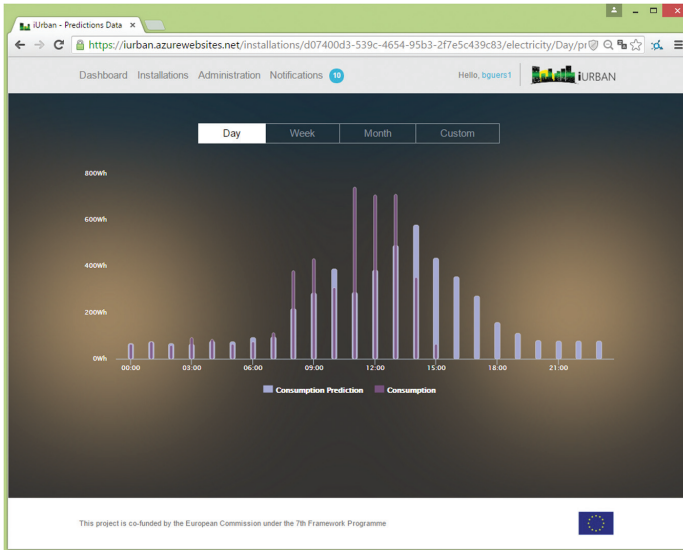 iUrban - Predictions Data
https://iurban.azurewebsites.net/installations/d07400d3-539c-4654-95b3-2f7e5c439c83/electricity/Day/pr
Dashboard Installations Administration Notifications 10
Hello, bguers1
iURBAN
Day Week Month Custom
800Wh
600Wh
400Wh
200Wh
0Wh
00:00 03:00 06:00 09:00 12:00 15:00 18:00 21:00
Consumption Prediction Consumption
This project is co-funded by the European Commission under the 7th Framework Programme